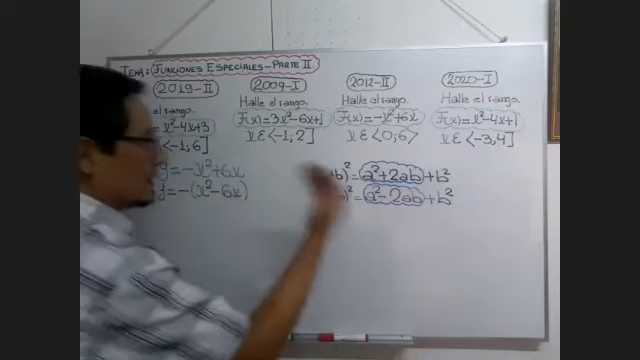 TEMA: FUNCIONES ESPECIALES-PARTE II
2019-II
el rango.
x²-4x+3
<-1,6]
2009-I
Halle el rango.
F(x)=3x²-6x+1
x∈<-1,2]
2012-II
Halle el rango.
F(x)=-x²+6x
x∈<0;6>
2020-I
Halle el rango.
F(x)=x²-4x+1
x∈<-3,4]
y=-x²+6x
y=-(x²-6x)
b)²=a²+2ab+b²
)²=a²-2ab+b²